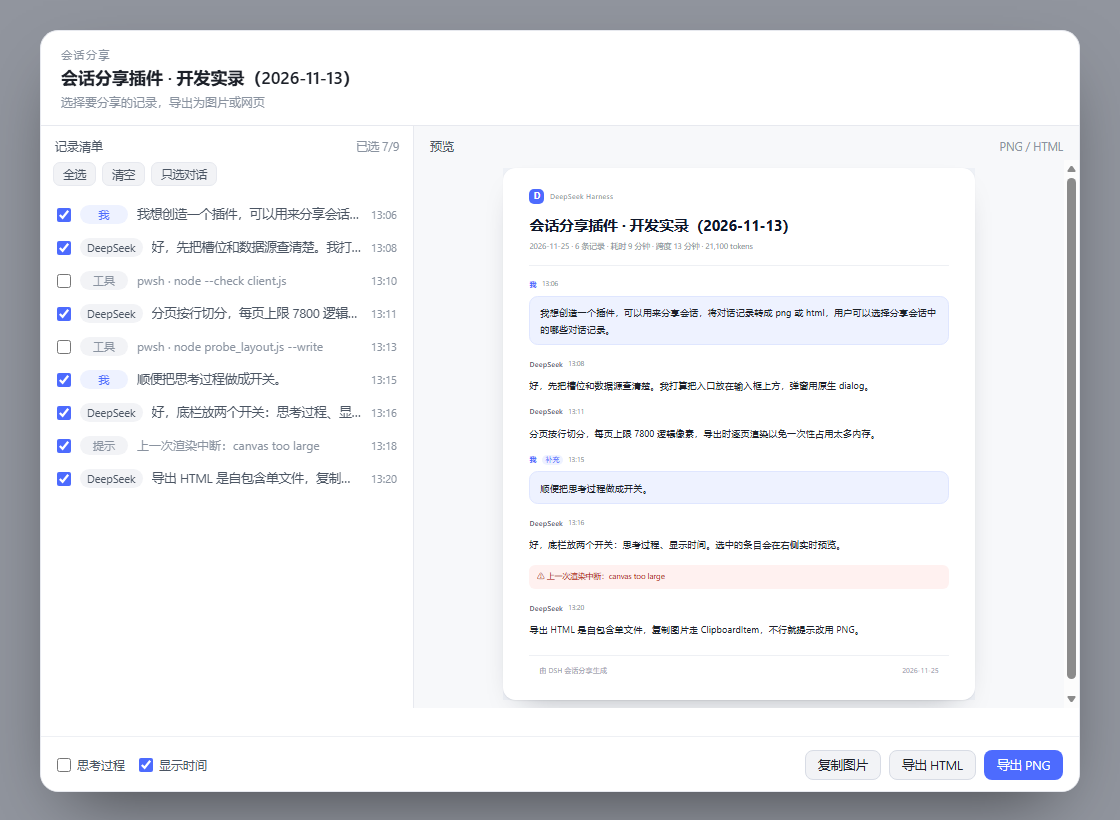 会话分享
会话分享插件 · 开发实录（2026-11-13）
选择要分享的记录，导出为图片或网页
记录清单
已选 7/9
全选 清空 只选对话
我 我想创造一个插件，可以用来分享会话... 13:06
DeepSeek 好，先把槽位和数据源查清楚。我打... 13:08
工具 pwsh · node --check client.js 13:10
DeepSeek 分页按行切分，每页上限 7800 逻辑... 13:11
工具 pwsh · node probe_layout.js --write 13:13
我 顺便把思考过程做成开关。 13:15
DeepSeek 好，底栏放两个开关：思考过程、显... 13:16
提示 上一次渲染中断：canvas too large 13:18
DeepSeek 导出 HTML 是自包含单文件，复制... 13:20
预览
PNG / HTML
D DeepSeek Harness
会话分享插件 · 开发实录（2026-11-13）
2026-11-25 · 6 条记录 · 耗时 9 分钟 · 跨度 13 分钟 · 21,100 tokens
我 13:06
我想创造一个插件，可以用来分享会话，将对话记录转成 png 或 html，用户可以选择分享会话中
的哪些对话记录。
DeepSeek 13:08
好，先把槽位和数据源查清楚。我打算把入口放在输入框上方，弹窗用原生 dialog。
DeepSeek 13:11
分页按行切分，每页上限 7800 逻辑像素，导出时逐页渲染以免一次性占用太多内存。
我 补充 13:15
顺便把思考过程做成开关。
DeepSeek 13:16
好，底栏放两个开关：思考过程、显示时间。选中的条目会在右侧实时预览。
⚠ 上一次渲染中断：canvas too large
DeepSeek 13:20
导出 HTML 是自包含单文件，复制图片走 ClipboardItem，不行就提示改用 PNG。
由 DSH 会话分享生成
2026-11-25
思考过程 显示时间
复制图片 导出 HTML 导出 PNG